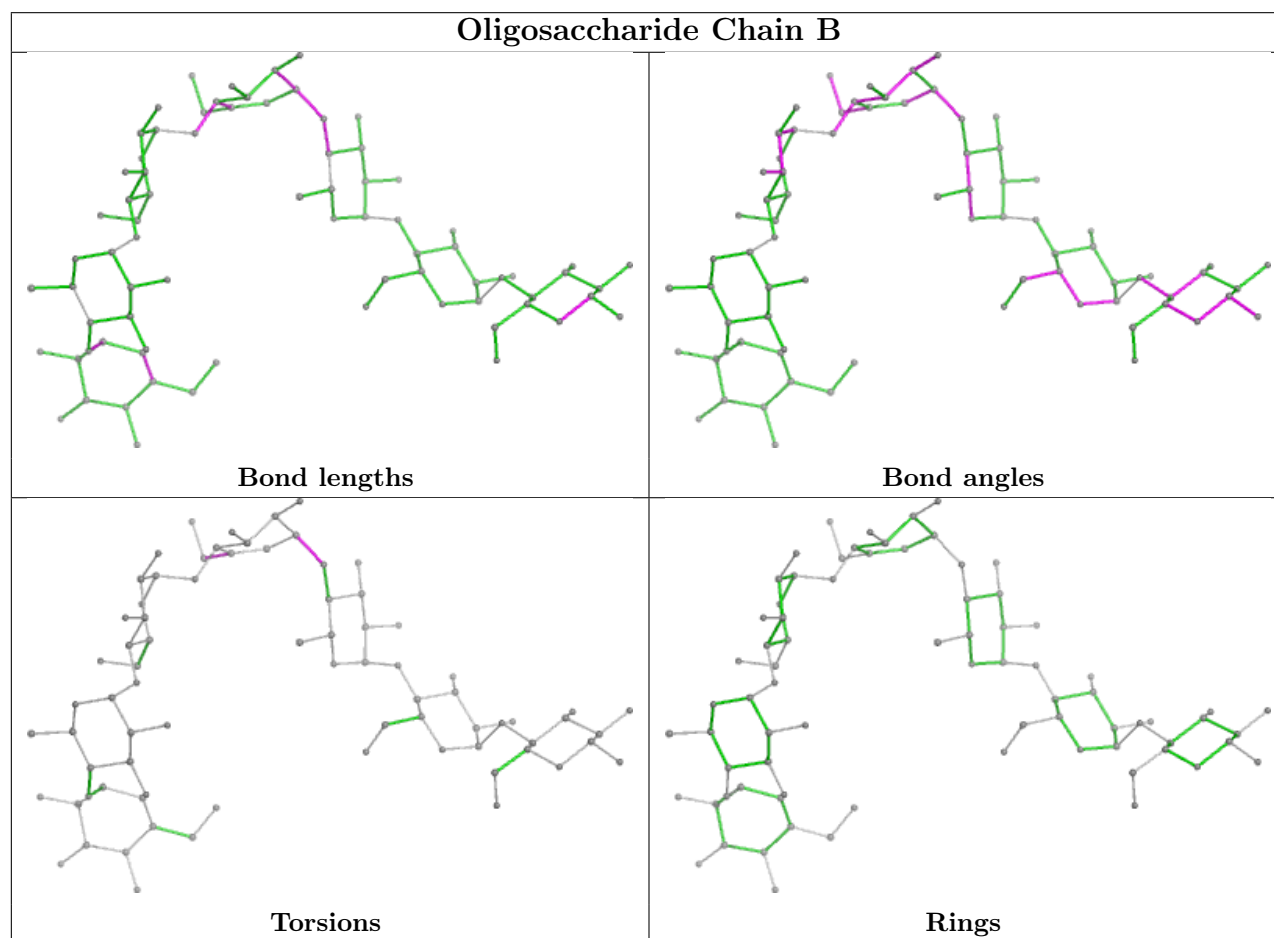 Oligosaccharide Chain B
Bond lengths
Bond angles
Torsions
Rings